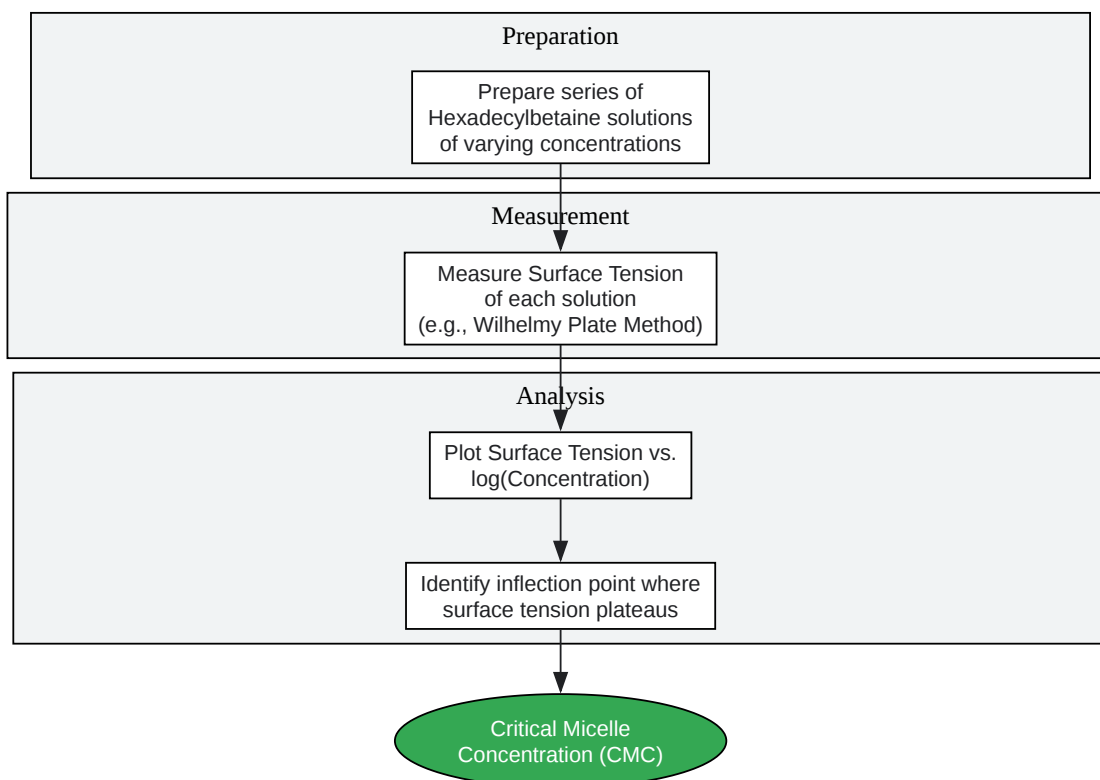 Preparation
Prepare series of
Hexadecylbetaine solutions
of varying concentrations
Measurement
Measure Surface Tension
of each solution
(e.g., Wilhelmy Plate Method)
Analysis
Plot Surface Tension vs.
log(Concentration)
Identify inflection point where
surface tension plateaus
Critical Micelle
Concentration (CMC)